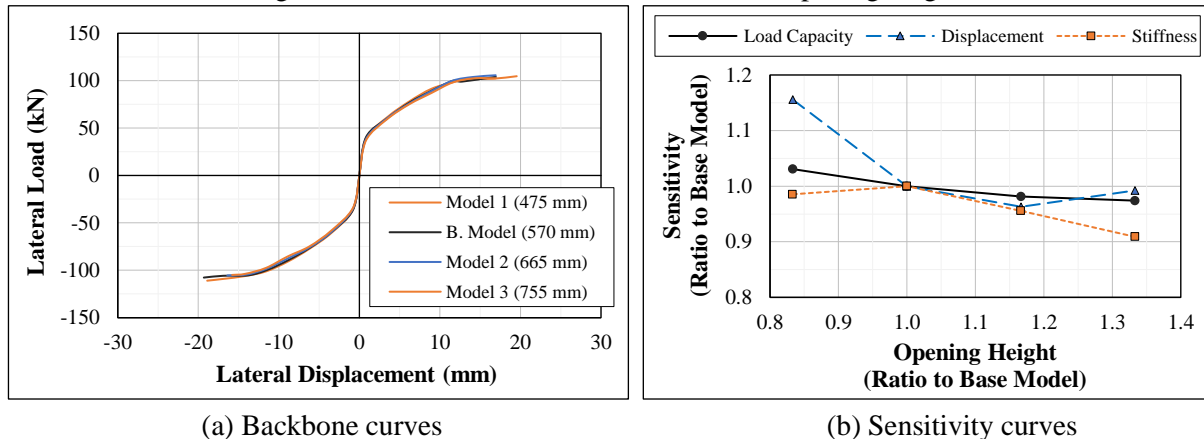 150
100
50
0
-50
-100
-150
-30
-20
-10
0
10
20
30
Lateral Load (kN)
Lateral Displacement (mm)
Model 1 (475 mm)
B. Model (570 mm)
Model 2 (665 mm)
Model 3 (755 mm)
(a) Backbone curves
Load Capacity
Displacement
Stiffness
1.2
1.1
1.0
0.9
0.8
0.8
0.9
1.0
1.1
1.2
1.3
1.4
Sensitivity
(Ratio to Base Model)
Opening Height
(Ratio to Base Model)
(b) Sensitivity curves